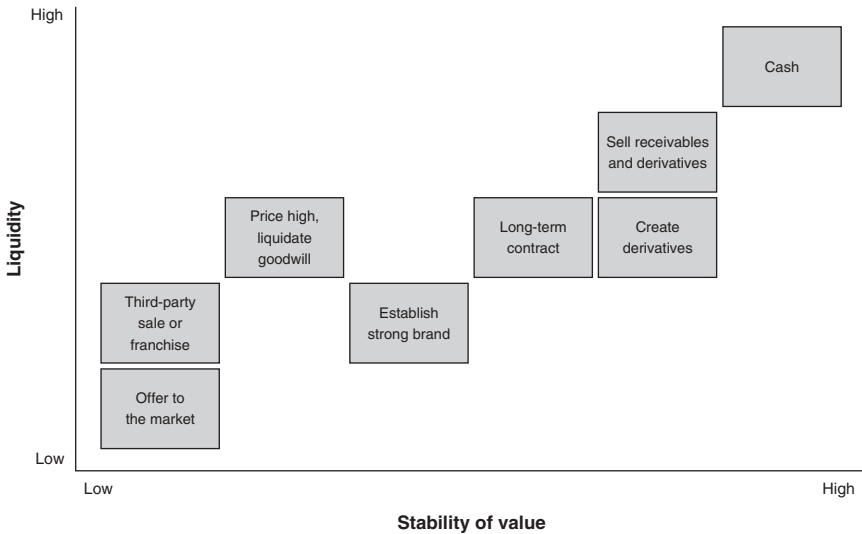 High
Cash
Sell receivables
and derivatives
Price high,
liquidate
goodwill
Long-term
contract
Create
derivatives
Liquidity
Third-party
sale or
franchise
Establish
strong brand
Offer to
the market
Low
Low
High
Stability of value